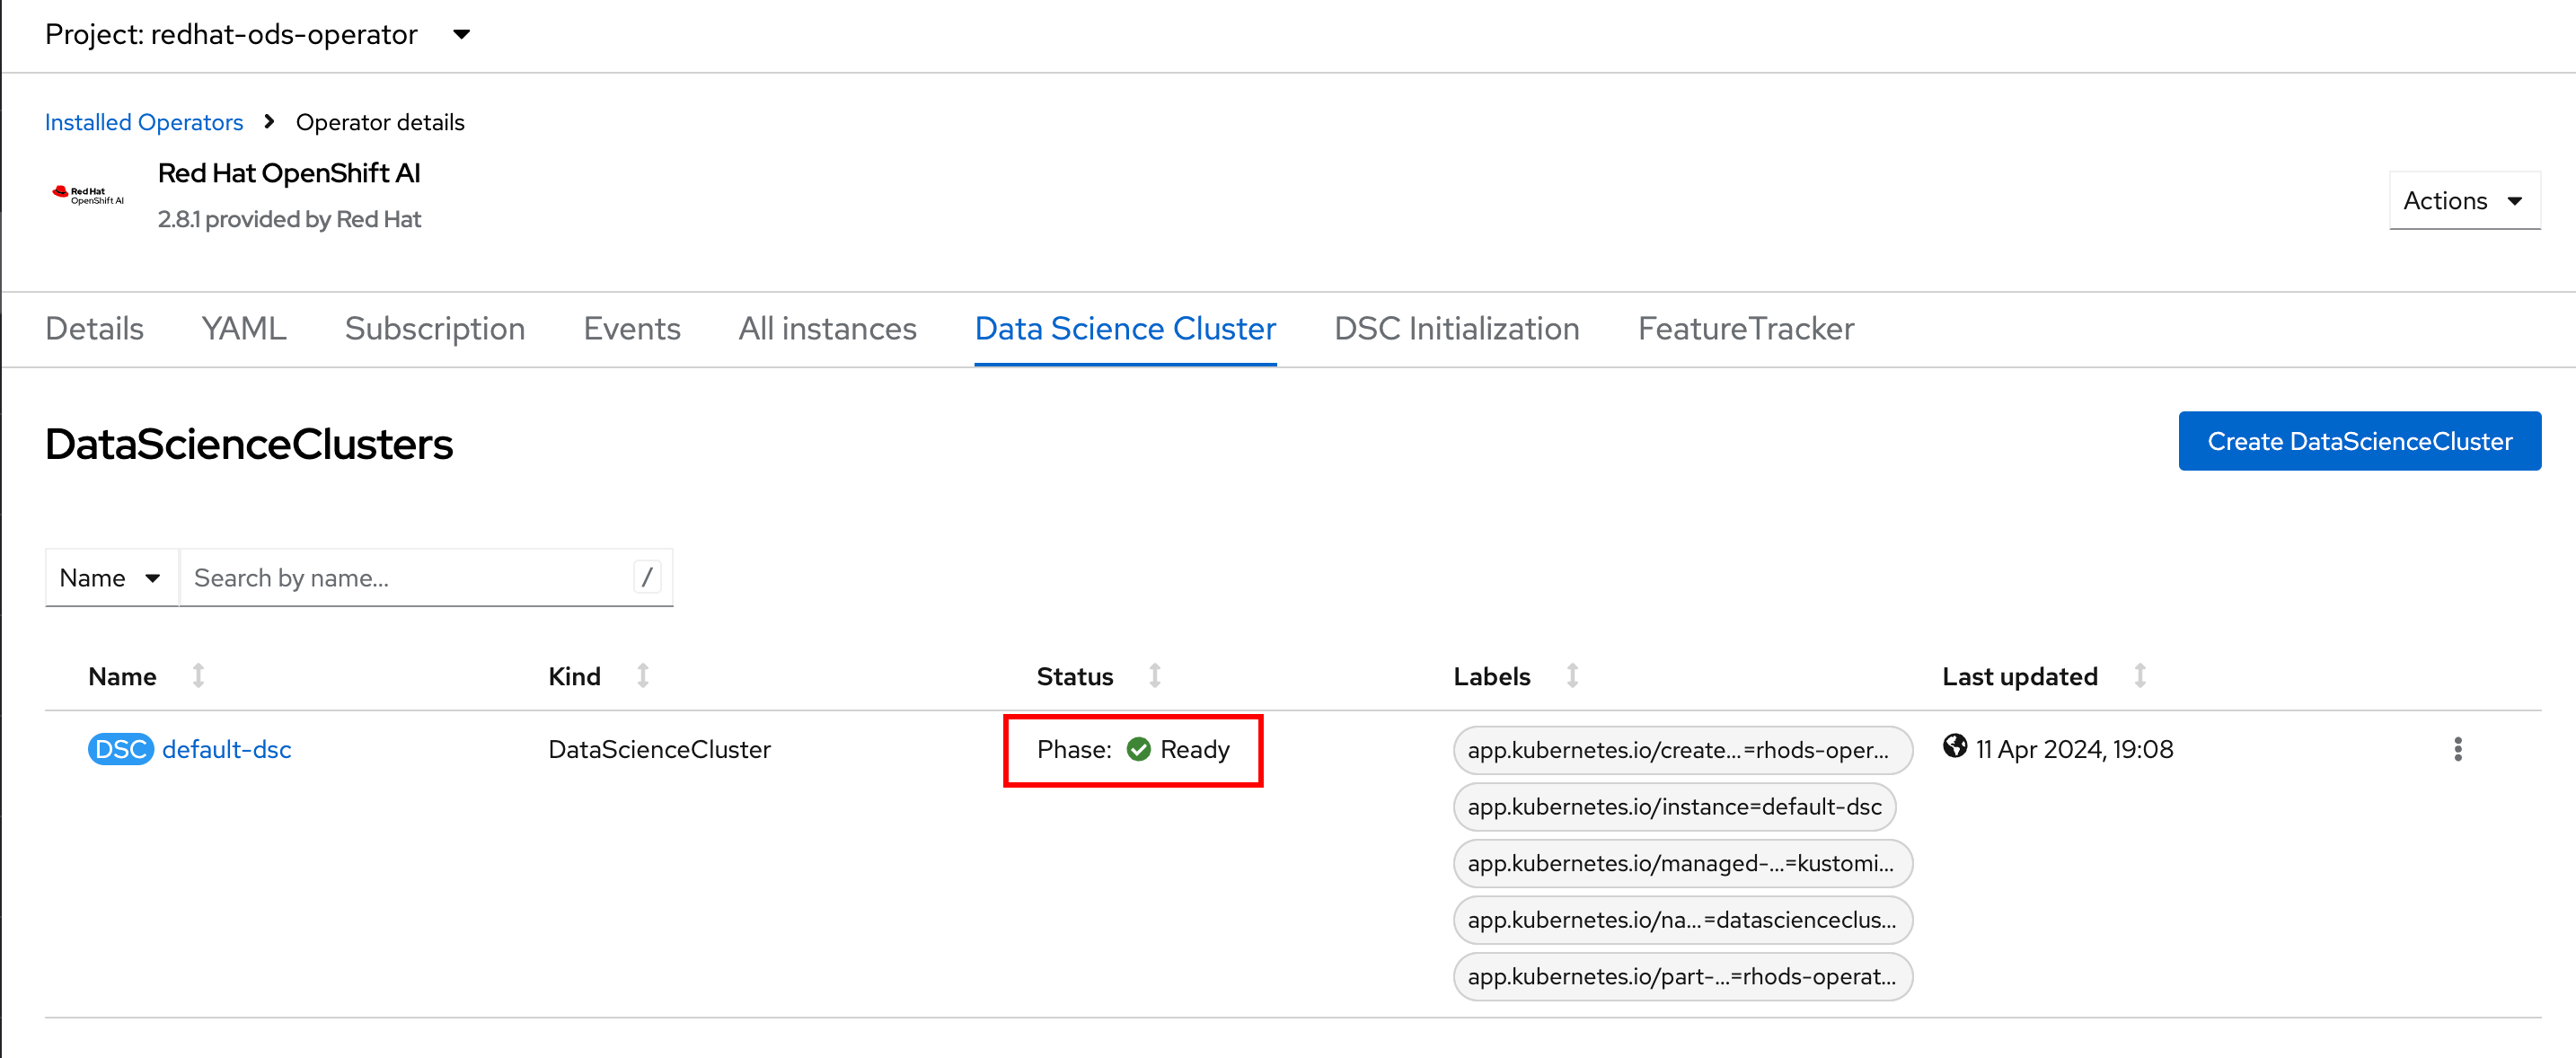 Project: redhat-ods-operator
Installed Operators > Operator details
Red Hat OpenShift AI
Red Hat
OpenShift AI
2.8.1 provided by Red Hat
Actions
Details YAML Subscription Events All instances Data Science Cluster DSC Initialization FeatureTracker
DataScienceClusters
Create DataScienceCluster
Name Search by name... /
Name Kind Status Labels Last updated
DSC default-dsc DataScienceCluster Phase: Ready app.kubernetes.io/create...=rhods-oper... 11 Apr 2024, 19:08
app.kubernetes.io/instance=default-dsc
app.kubernetes.io/managed-...=kustomi...
app.kubernetes.io/na...=datascienceclus...
app.kubernetes.io/part-...=rhods-operat...